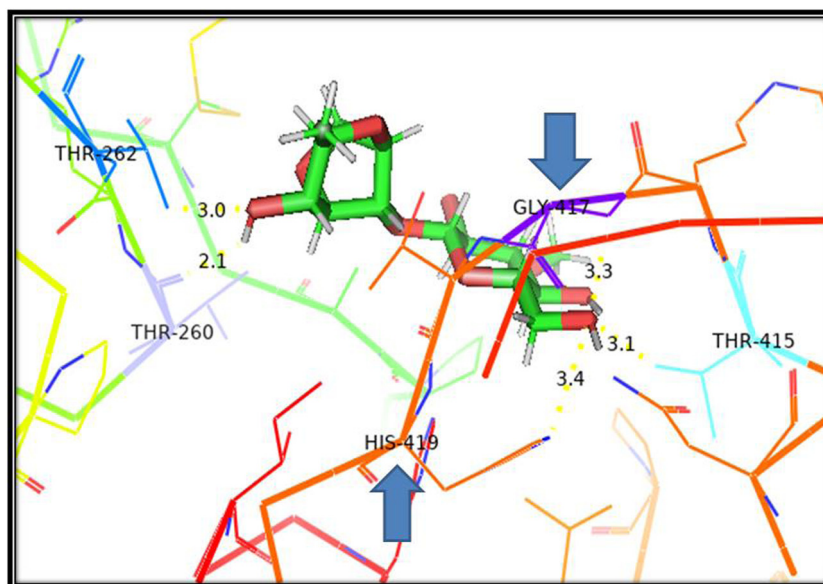 THR-262
3.0
GLY-417
2.1
3.3
THR-260
3.1
THR-415
3.4
HIS-419